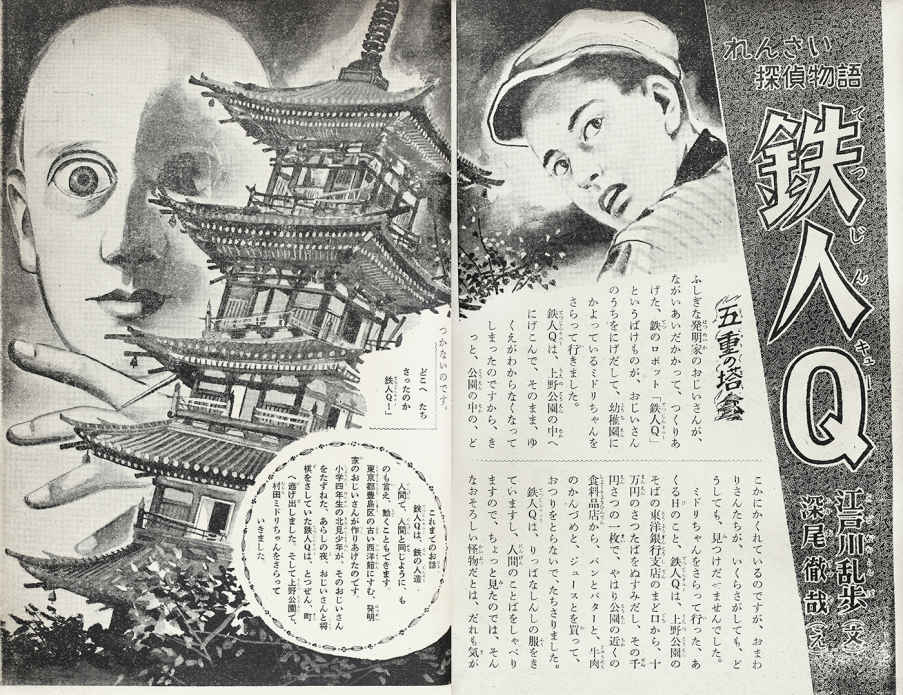 れんさい
探偵物語
鉄人Q
てつじんキュー
江戸川乱歩（文）
深尾徹哉（え）
五重の塔
ふしぎな発明家のおじいさんが、
ながいあいだかかって、つくりあ
げた、鉄のロボット「鉄人Q」
というばけものが、おじいさん
のうちをにげだして、幼稚園に
かよっているミドリちゃんを
さらって行きました。
鉄人Qは、上野公園の中へ
にげこんで、そのまま、ゆ
くえがわからなくなって
しまったのですから、き
っと、公園の中の、ど
こかにかくれているのですが、おまわ
りさんたちが、いくらさがしても、ど
うしても、見つけだせませんでした。
ミドリちゃんをさらって行った、あ
くる日のこと、鉄人Qは、上野公園の
そばの東洋銀行支店のまど口から、十
万円のさつたばをぬすみだし、その千
円さつの一枚で、やはり公園の近くの
食料品店から、パンとバターと、牛肉
のかんづめと、ジュースとを買って、
おつりをとらないで、たちさりました。
鉄人Qは、りっぱなしんしの服をき
ていますし、人間のことばをしゃべり
ますので、ちょっと見たのでは、そん
なおそろしい怪物だとは、だれも気が
つかないのです。
どこへ たち
さったのか
鉄人Q！
これまでのお話
鉄人Qは、鉄の人造
人間で、人間と同じように、も
のも言え、動くこともできます。
東京都豊島区の古い西洋館にすむ、発明
家のおじいさんが作りあげたのです。
小学四年生の北見少年が、そのおじいさん
をたずねた、あらしの夜、おじいさんと将
棋をさしていた鉄人Qは、とつぜん、町
へ逃げ出しました。そして上野公園で、
村田ミドリちゃんをさらって
いきました